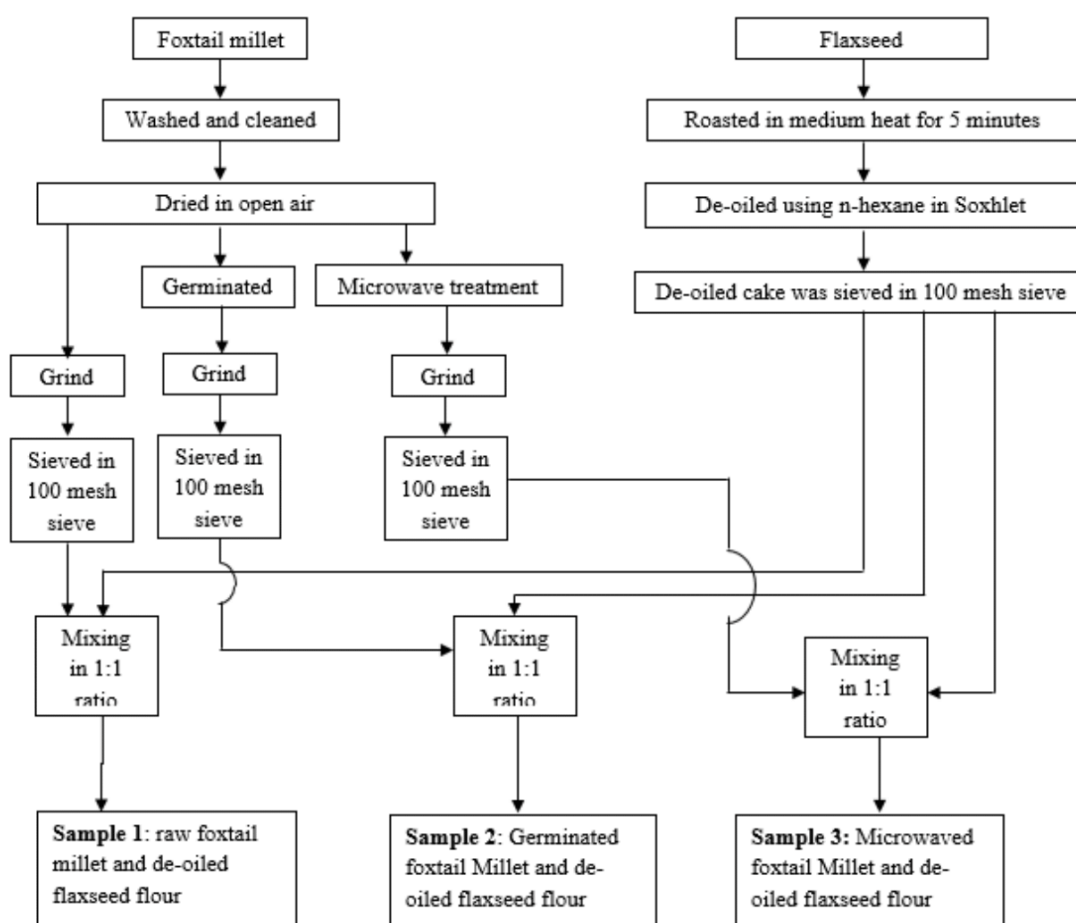 Foxtail millet
Flaxseed
Washed and cleaned
Roasted in medium heat for 5 minutes
Dried in open air
De-oiled using n-hexane in Soxhlet
Germinated
Microwave treatment
De-oiled cake was sieved in 100 mesh sieve
Grind
Grind
Grind
Sieved in
100 mesh
sieve
Sieved in
100 mesh
sieve
Sieved in
100 mesh
sieve
Mixing
in 1:1
ratio
Mixing
in 1:1
ratio
Mixing
in 1:1
ratio
Sample 1: raw foxtail
millet and de-oiled
flaxseed flour
Sample 2: Germinated
foxtail Millet and de-
oiled flaxseed flour
Sample 3: Microwaved
foxtail Millet and de-
oiled flaxseed flour